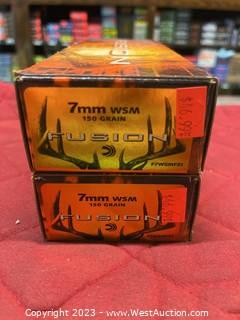 7mm WSM
150 GRAIN
FUSION
F7WSMFS1
7mm WSM
150 GRAIN
FUSION
Copyright 2023 - www.WestAuction.com